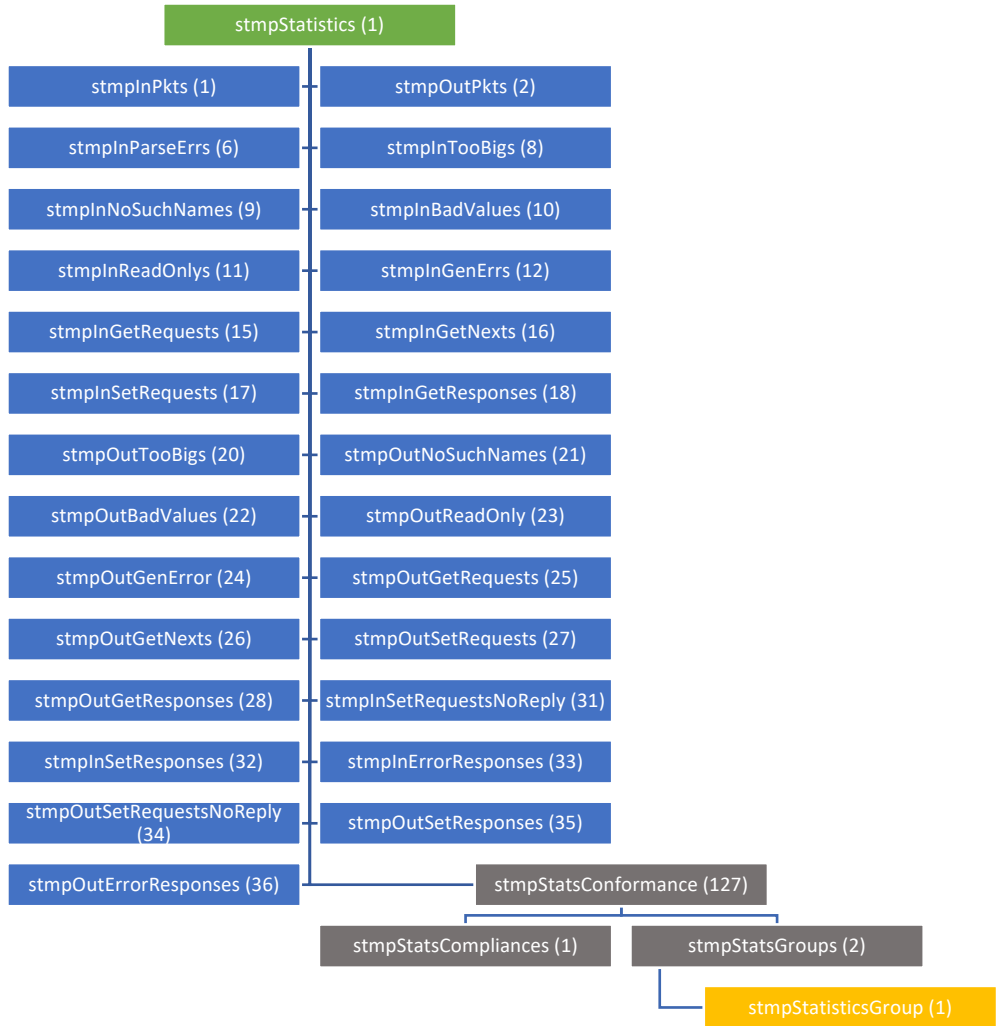 stmpStatistics (1)
stmpInPkts (1)
stmpOutPkts (2)
stmpInParseErrs (6)
stmpInTooBigs (8)
stmpInNoSuchNames (9)
stmpInBadValues (10)
stmpInReadOnlys (11)
stmpInGenErrs (12)
stmpInGetRequests (15)
stmpInGetNexts (16)
stmpInSetRequests (17)
stmpInGetResponses (18)
stmpOutTooBigs (20)
stmpOutNoSuchNames (21)
stmpOutBadValues (22)
stmpOutReadOnly (23)
stmpOutGenError (24)
stmpOutGetRequests (25)
stmpOutGetNexts (26)
stmpOutSetRequests (27)
stmpOutGetResponses (28)
stmpInSetRequestsNoReply (31)
stmpInSetResponses (32)
stmpInErrorResponses (33)
stmpOutSetRequestsNoReply
(34)
stmpOutSetResponses (35)
stmpOutErrorResponses (36)
stmpStatsConformance (127)
stmpStatsCompliances (1)
stmpStatsGroups (2)
stmpStatisticsGroup (1)